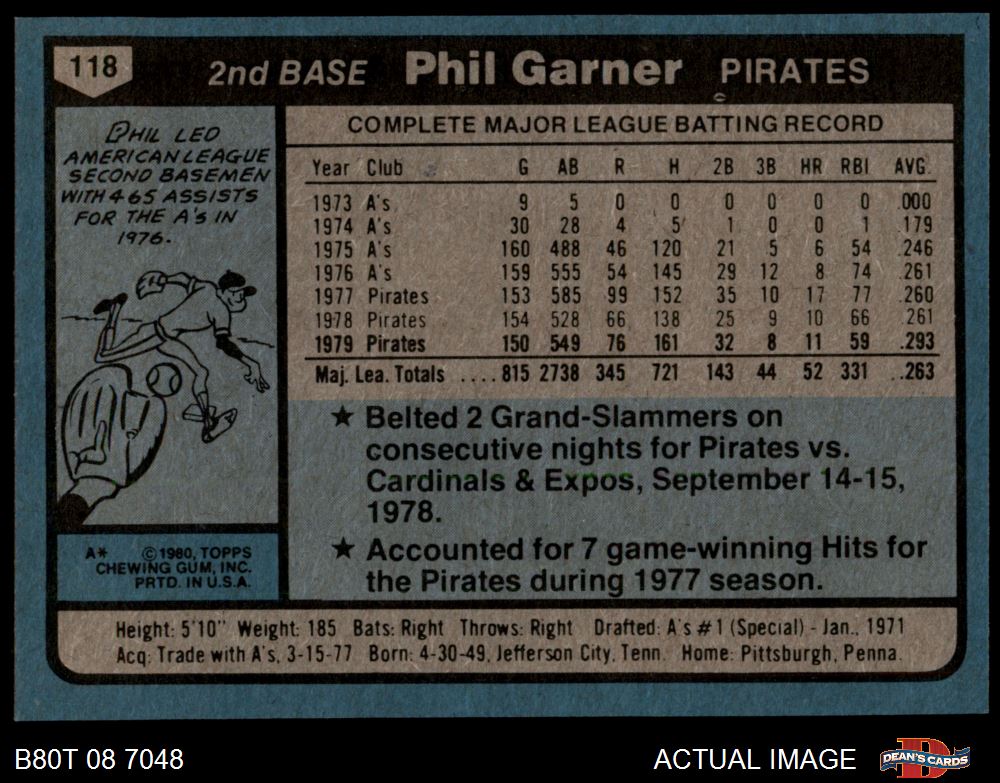 118
2nd BASE Phil Garner PIRATES
PHIL LED
AMERICAN LEAGUE
SECOND BASEMEN
WITH 465 ASSISTS
FOR THE A's IN
1976.
A* © 1980, TOPPS
CHEWING GUM, INC.
PRTD. IN U.S.A.
COMPLETE MAJOR LEAGUE BATTING RECORD
Year Club G AB R H 2B 3B HR RBI AVG.
1973 A's 9 5 0 0 0 0 0 0 .000
1974 A's 30 28 4 5 1 0 0 1 .179
1975 A's 160 488 46 120 21 5 6 54 .246
1976 A's 159 555 54 145 29 12 8 74 .261
1977 Pirates 153 585 99 152 35 10 17 77 .260
1978 Pirates 154 528 66 138 25 9 10 66 .261
1979 Pirates 150 549 76 161 32 8 11 59 .293
Maj. Lea. Totals ....815 2738 345 721 143 44 52 331 .263
★ Belted 2 Grand-Slammers on
consecutive nights for Pirates vs.
Cardinals & Expos, September 14-15,
1978.
★ Accounted for 7 game-winning Hits for
the Pirates during 1977 season.
Height: 5'10" Weight: 185 Bats: Right Throws: Right Drafted: A's #1 (Special) - Jan., 1971
Acq: Trade with A's, 3-15-77 Born: 4-30-49, Jefferson City, Tenn. Home: Pittsburgh, Penna.
B80T 08 7048 ACTUAL IMAGE DEAN'S CARDS